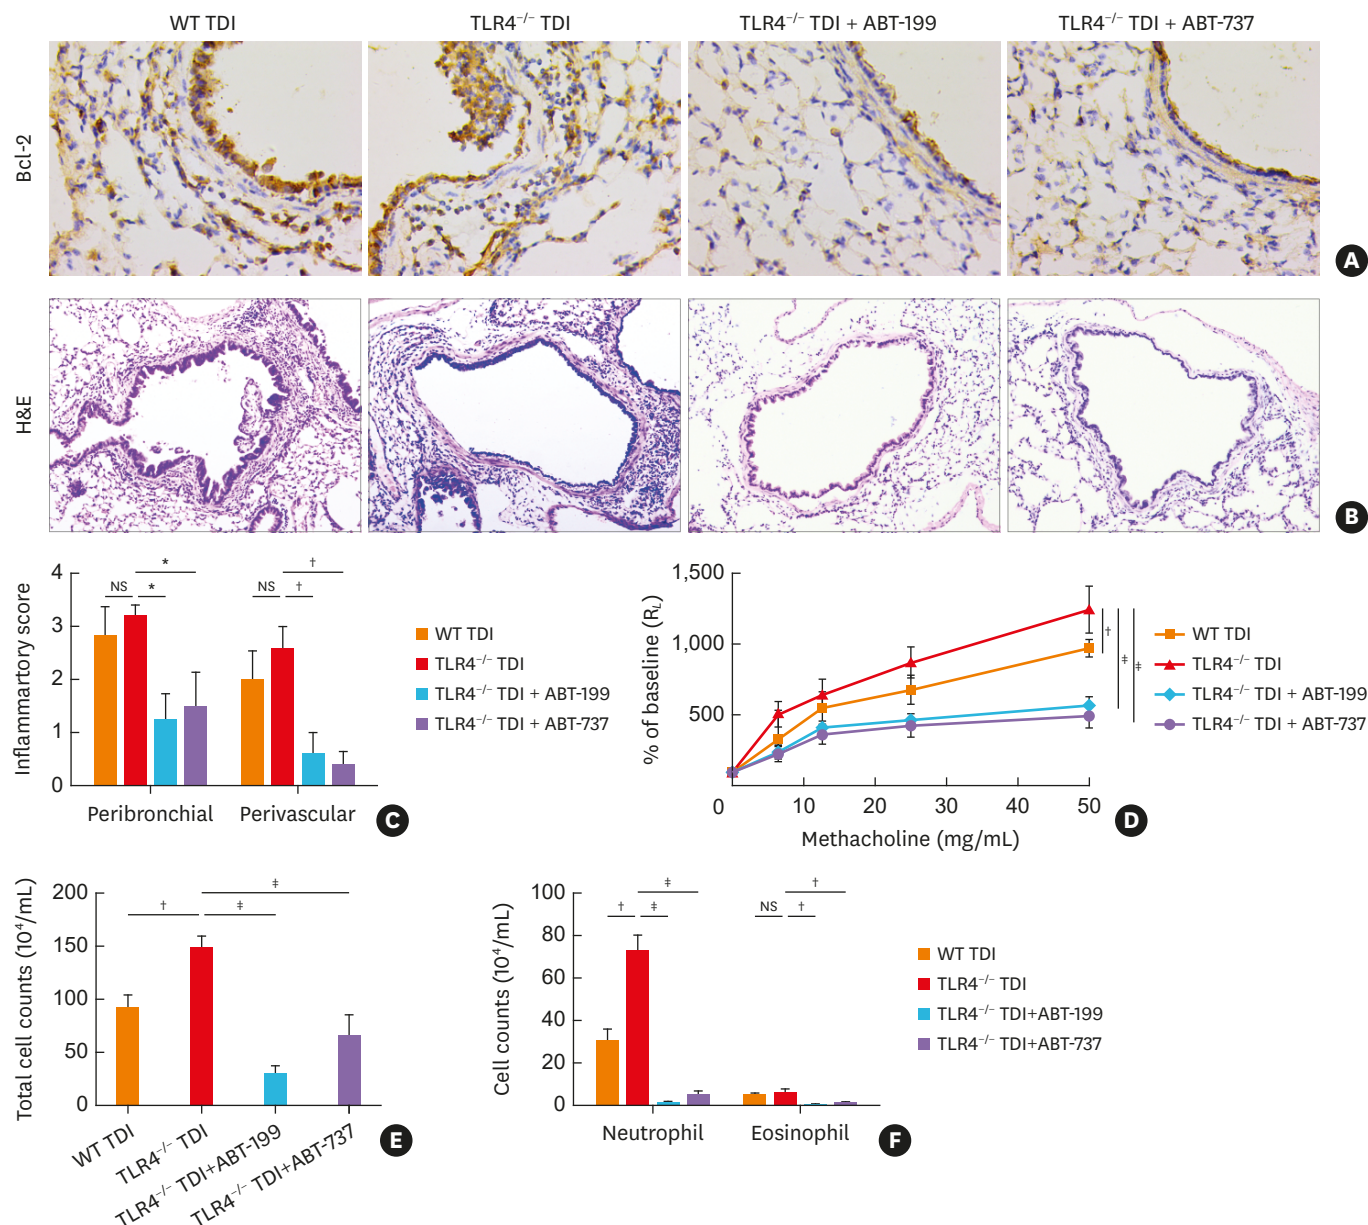 WT TDI
TLR4⁻/⁻ TDI
TLR4⁻/⁻ TDI + ABT-199
TLR4⁻/⁻ TDI + ABT-737
Bcl-2
A
H&E
B
Inflammartory score
4
3
2
1
0
NS
*
*
NS
†
†
Peribronchial
Perivascular
WT TDI
TLR4⁻/⁻ TDI
TLR4⁻/⁻ TDI + ABT-199
TLR4⁻/⁻ TDI + ABT-737
C
% of baseline (R_L)
1,500
1,000
500
0
10
20
30
40
50
Methacholine (mg/mL)
†
‡
‡
WT TDI
TLR4⁻/⁻ TDI
TLR4⁻/⁻ TDI + ABT-199
TLR4⁻/⁻ TDI + ABT-737
D
Total cell counts (10⁴/mL)
200
150
100
50
0
†
‡
‡
WT TDI
TLR4⁻/⁻ TDI
TLR4⁻/⁻ TDI+ABT-199
TLR4⁻/⁻ TDI+ABT-737
E
Cell counts (10⁴/mL)
100
80
60
40
20
0
†
‡
‡
NS
†
†
Neutrophil
Eosinophil
WT TDI
TLR4⁻/⁻ TDI
TLR4⁻/⁻ TDI+ABT-199
TLR4⁻/⁻ TDI+ABT-737
F